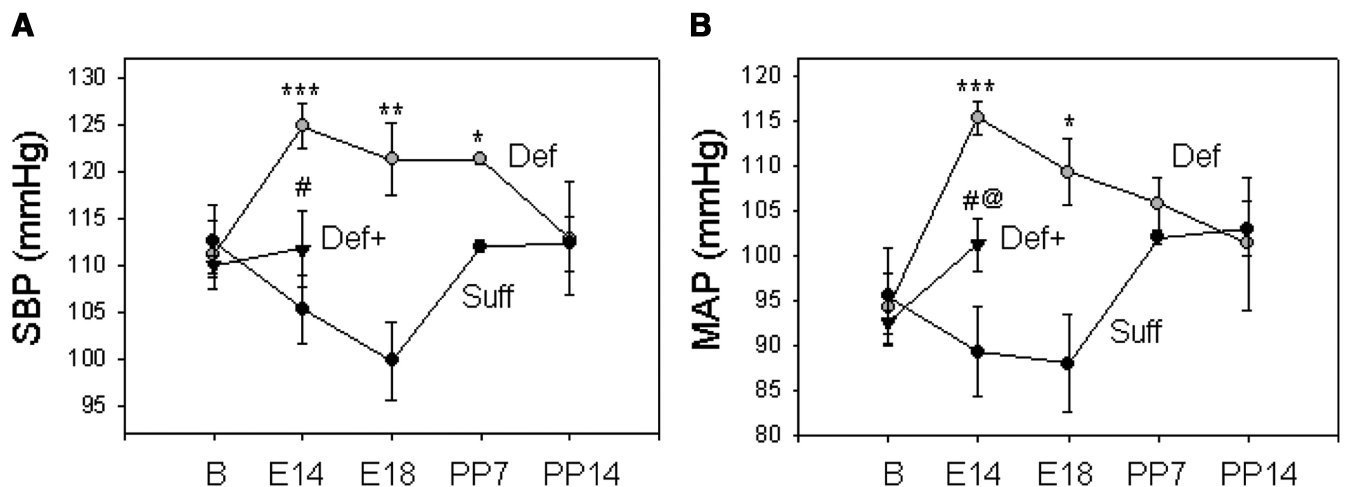 A
SBP (mmHg)
130
125
120
115
110
105
100
95
***
**
*
#
Def
Def+
Suff
B E14 E18 PP7 PP14
B
MAP (mmHg)
120
115
110
105
100
95
90
85
80
***
*
#@
Def
Def+
Suff
B E14 E18 PP7 PP14